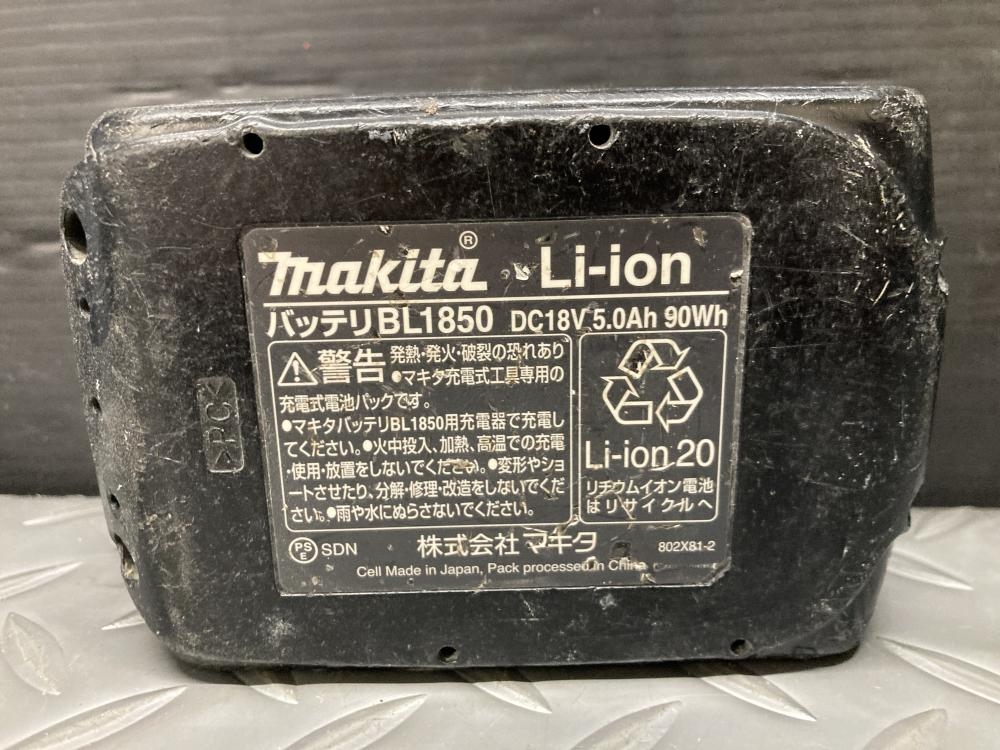 makita® Li-ion
バッテリBL1850 DC18V 5.0Ah 90Wh
警告 発熱・発火・破裂の恐れあり
●マキタ充電式工具専用の
充電式電池パックです。
●マキタバッテリBL1850用充電器で充電し
てください。●火中投入、加熱、高温での充電
・使用・放置をしないでください。●変形やショ
ートさせたり、分解・修理・改造をしないでくだ
さい。●雨や水にぬらさないでください。
Li-ion 20
リチウムイオン電池
はリサイクルへ
PS
E SDN 株式会社 マキタ 802X81-2
Cell Made in Japan, Pack processed in China
>PC<